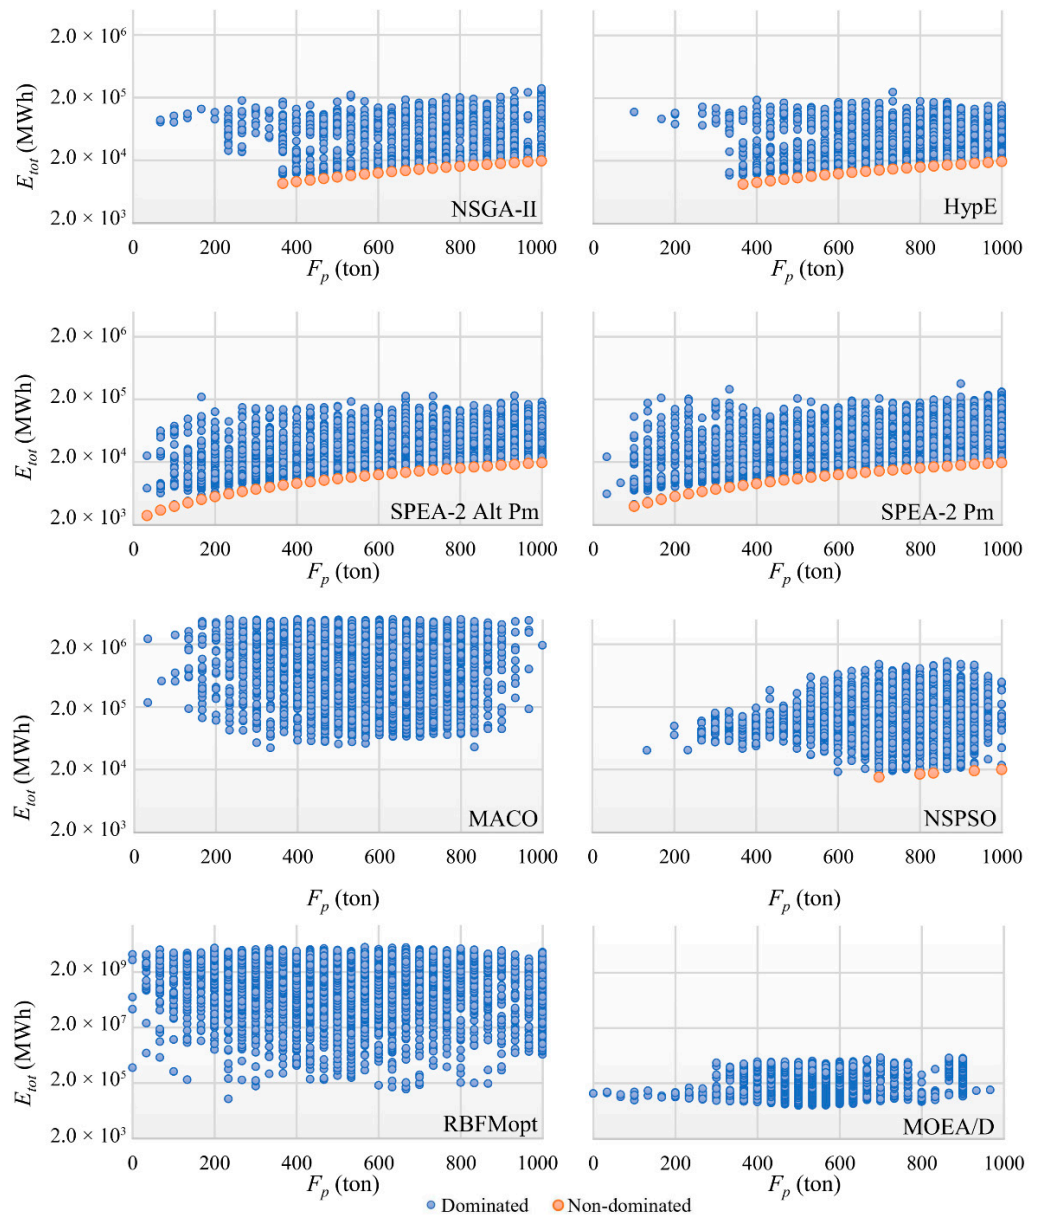 2.0 × 10⁶
2.0 × 10⁵
2.0 × 10⁴
2.0 × 10³
E_tot (MWh)
NSGA-II
HypE
0 200 400 600 800 1000
0 200 400 600 800 1000
F_p (ton)
F_p (ton)
2.0 × 10⁶
2.0 × 10⁵
2.0 × 10⁴
2.0 × 10³
E_tot (MWh)
SPEA-2 Alt Pm
SPEA-2 Pm
0 200 400 600 800 1000
0 200 400 600 800 1000
F_p (ton)
F_p (ton)
2.0 × 10⁶
2.0 × 10⁵
2.0 × 10⁴
2.0 × 10³
E_tot (MWh)
MACO
NSPSO
0 200 400 600 800 1000
0 200 400 600 800 1000
F_p (ton)
F_p (ton)
2.0 × 10⁹
2.0 × 10⁷
2.0 × 10⁵
2.0 × 10³
E_tot (MWh)
RBFMopt
MOEA/D
0 200 400 600 800 1000
0 200 400 600 800 1000
F_p (ton)
F_p (ton)
Dominated Non-dominated